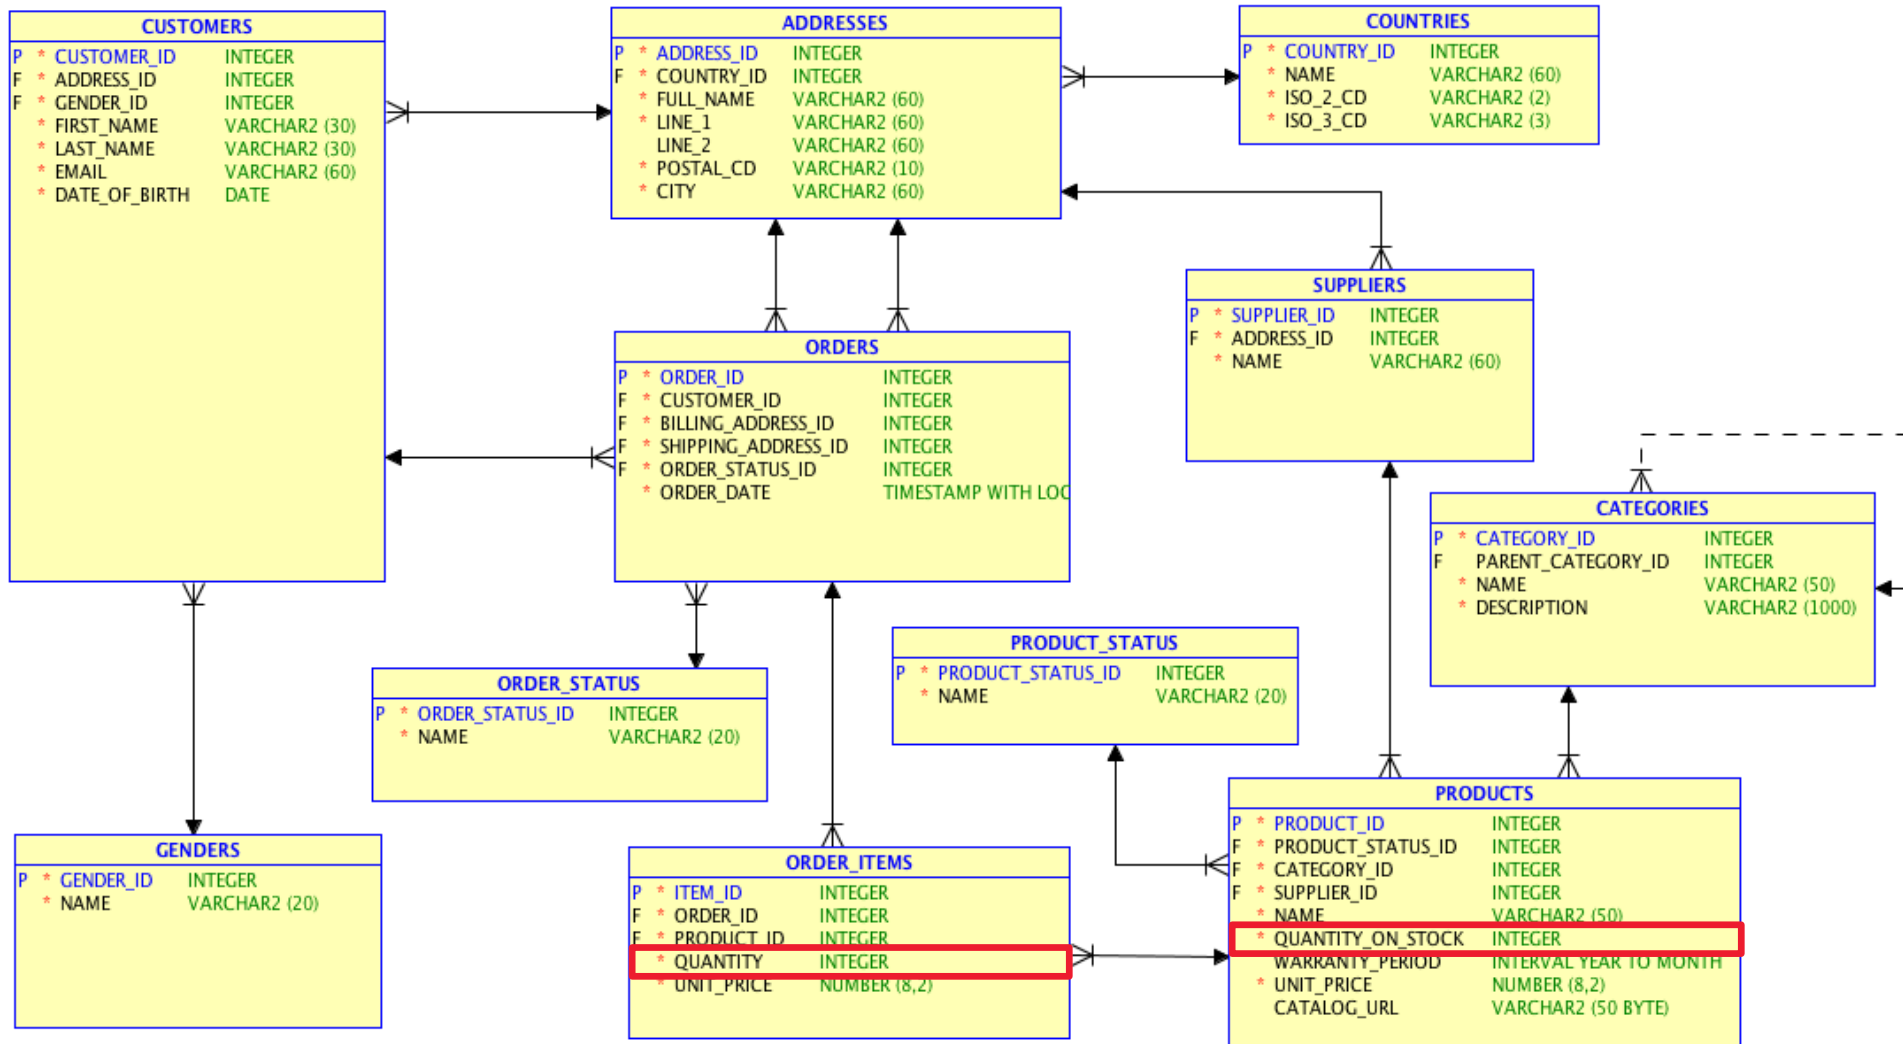 CUSTOMERS
P * CUSTOMER_ID INTEGER
F * ADDRESS_ID INTEGER
F * GENDER_ID INTEGER
* FIRST_NAME VARCHAR2 (30)
* LAST_NAME VARCHAR2 (30)
* EMAIL VARCHAR2 (60)
* DATE_OF_BIRTH DATE
ADDRESSES
P * ADDRESS_ID INTEGER
F * COUNTRY_ID INTEGER
* FULL_NAME VARCHAR2 (60)
* LINE_1 VARCHAR2 (60)
LINE_2 VARCHAR2 (60)
* POSTAL_CD VARCHAR2 (10)
* CITY VARCHAR2 (60)
COUNTRIES
P * COUNTRY_ID INTEGER
* NAME VARCHAR2 (60)
* ISO_2_CD VARCHAR2 (2)
* ISO_3_CD VARCHAR2 (3)
SUPPLIERS
P * SUPPLIER_ID INTEGER
F * ADDRESS_ID INTEGER
* NAME VARCHAR2 (60)
ORDERS
P * ORDER_ID INTEGER
F * CUSTOMER_ID INTEGER
F * BILLING_ADDRESS_ID INTEGER
F * SHIPPING_ADDRESS_ID INTEGER
F * ORDER_STATUS_ID INTEGER
* ORDER_DATE TIMESTAMP WITH LOC
CATEGORIES
P * CATEGORY_ID INTEGER
F PARENT_CATEGORY_ID INTEGER
* NAME VARCHAR2 (50)
* DESCRIPTION VARCHAR2 (1000)
PRODUCT_STATUS
P * PRODUCT_STATUS_ID INTEGER
* NAME VARCHAR2 (20)
ORDER_STATUS
P * ORDER_STATUS_ID INTEGER
* NAME VARCHAR2 (20)
GENDERS
P * GENDER_ID INTEGER
* NAME VARCHAR2 (20)
ORDER_ITEMS
P * ITEM_ID INTEGER
F * ORDER_ID INTEGER
F * PRODUCT_ID INTEGER
* QUANTITY INTEGER
* UNIT_PRICE NUMBER (8,2)
PRODUCTS
P * PRODUCT_ID INTEGER
F * PRODUCT_STATUS_ID INTEGER
F * CATEGORY_ID INTEGER
F * SUPPLIER_ID INTEGER
* NAME VARCHAR2 (50)
* QUANTITY_ON_STOCK INTEGER
WARRANTY_PERIOD INTERVAL YEAR TO MONTH
* UNIT_PRICE NUMBER (8,2)
CATALOG_URL VARCHAR2 (50 BYTE)